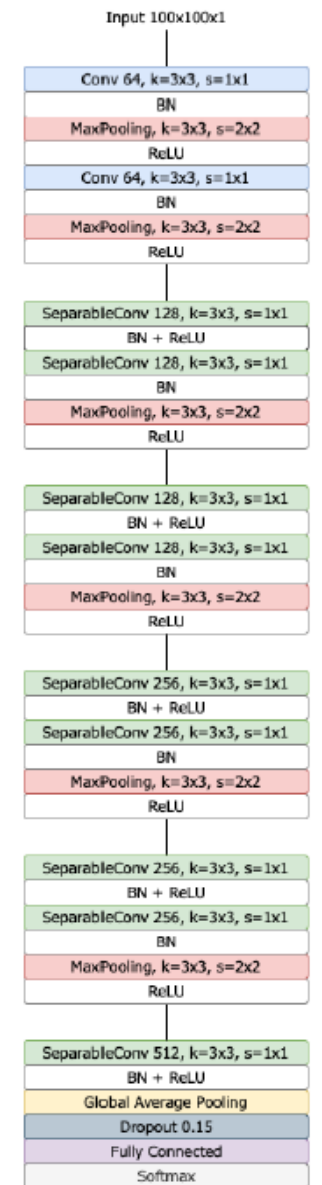 Input 100x100x1
Conv 64, k=3x3, s=1x1
BN
MaxPooling, k=3x3, s=2x2
ReLU
Conv 64, k=3x3, s=1x1
BN
MaxPooling, k=3x3, s=2x2
ReLU
SeparableConv 128, k=3x3, s=1x1
BN + ReLU
SeparableConv 128, k=3x3, s=1x1
BN
MaxPooling, k=3x3, s=2x2
ReLU
SeparableConv 128, k=3x3, s=1x1
BN + ReLU
SeparableConv 128, k=3x3, s=1x1
BN
MaxPooling, k=3x3, s=2x2
ReLU
SeparableConv 256, k=3x3, s=1x1
BN + ReLU
SeparableConv 256, k=3x3, s=1x1
BN
MaxPooling, k=3x3, s=2x2
ReLU
SeparableConv 256, k=3x3, s=1x1
BN + ReLU
SeparableConv 256, k=3x3, s=1x1
BN
MaxPooling, k=3x3, s=2x2
ReLU
SeparableConv 512, k=3x3, s=1x1
BN + ReLU
Global Average Pooling
Dropout 0.15
Fully Connected
Softmax